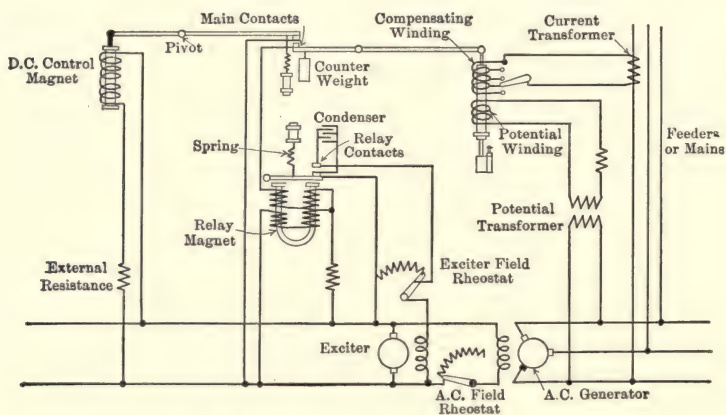 Main Contacts
Compensating
Winding
Current
Transformer
Pivot
D.C. Control
Magnet
Counter
Weight
Condenser
Relay
Contacts
Spring
Potential
Winding
Feeders
or Mains
Relay
Magnet
Potential
Transformer
External
Resistance
Exciter Field
Rheostat
Exciter
A.C. Field
Rheostat
A.C. Generator